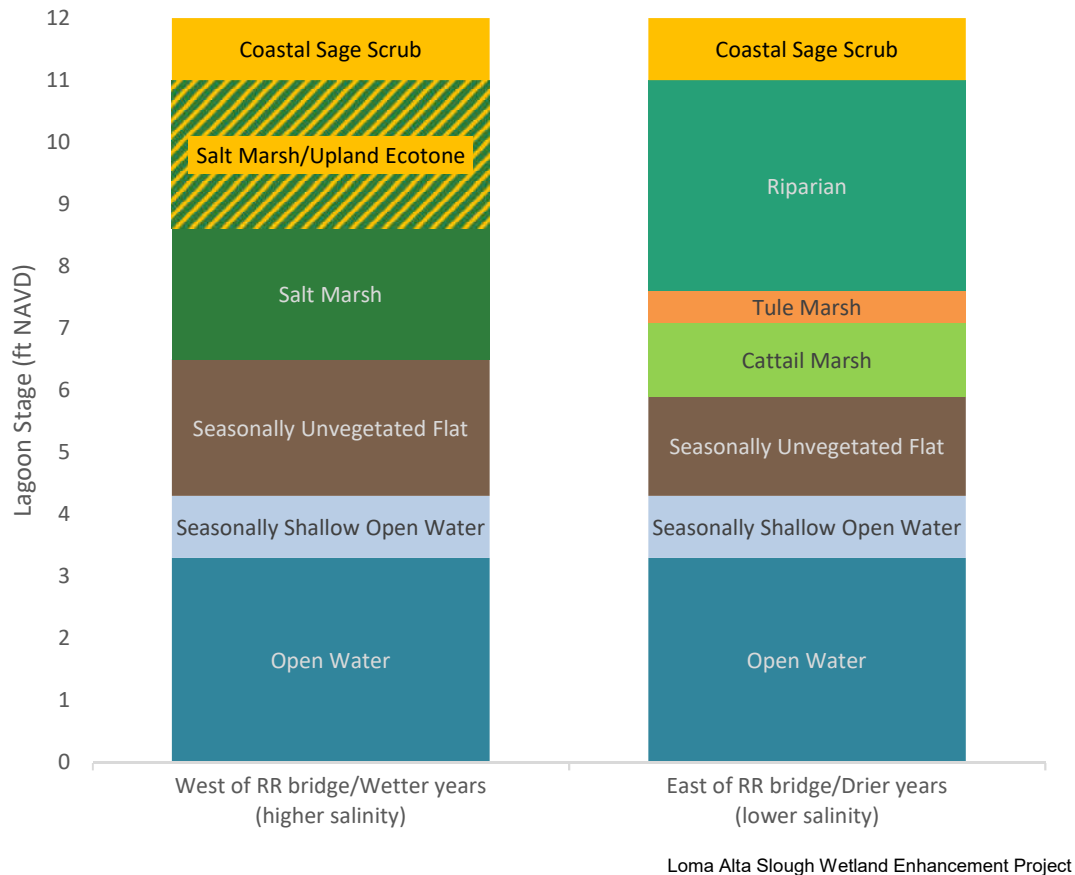 Lagoon Stage (ft NAVD)
12
11
10
9
8
7
6
5
4
3
2
1
0
Coastal Sage Scrub
Salt Marsh/Upland Ecotone
Salt Marsh
Seasonally Unvegetated Flat
Seasonally Shallow Open Water
Open Water
Coastal Sage Scrub
Riparian
Tule Marsh
Cattail Marsh
Seasonally Unvegetated Flat
Seasonally Shallow Open Water
Open Water
West of RR bridge/Wetter years
(higher salinity)
East of RR bridge/Drier years
(lower salinity)
Loma Alta Slough Wetland Enhancement Project